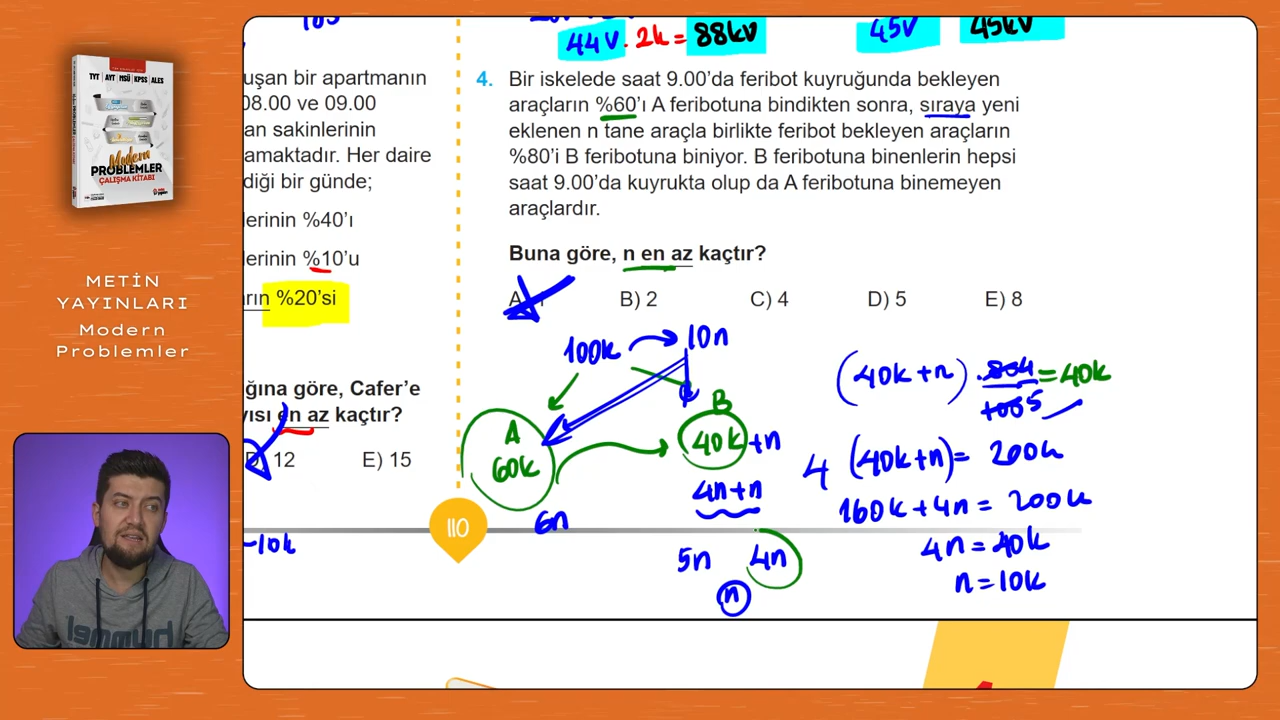 TYT AYT MSÜ KPSS ALES
Modern
PROBLEMLER
ÇALIŞMA KİTABI
METİN
YAYINLARI
Modern
Problemler
44V . 2k = 88kV
45V
45kV
uşan bir apartmanın
08.00 ve 09.00
an sakinlerinin
amaktadır. Her daire
diği bir günde;
lerinin %40'ı
lerinin %10'u
arın %20'si
ığına göre, Cafer'e
yısı en az kaçtır?
D) 12 E) 15
-10k
110
4. Bir iskelede saat 9.00'da feribot kuyruğunda bekleyen
araçların %60'ı A feribotuna bindikten sonra, sıraya yeni
eklenen n tane araçla birlikte feribot bekleyen araçların
%80'i B feribotuna biniyor. B feribotuna binenlerin hepsi
saat 9.00'da kuyrukta olup da A feribotuna binemeyen
araçlardır.
Buna göre, n en az kaçtır?
A) 1 B) 2 C) 4 D) 5 E) 8
100k 10n
A
60k
6n
B
40k +n
4n+n
5n 4n
n
(40k+n) . 80 4 = 40k
100 5
4 (40k+n) = 200k
160k + 4n = 200k
4n = 40k
n = 10k
hummel